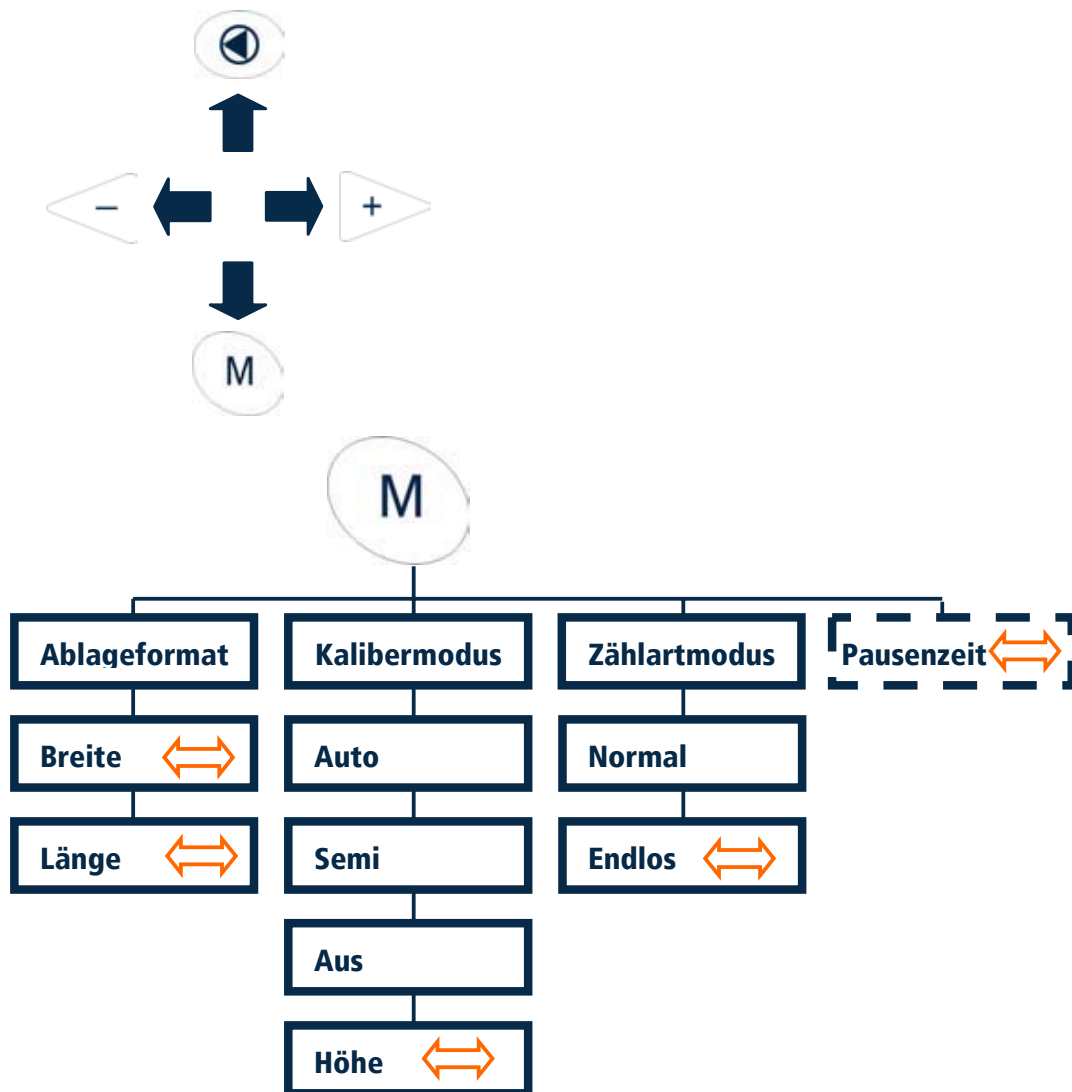 − +
M
M
Ablageformat Kalibermodus Zählartmodus Pausenzeit
Breite Auto Normal
Länge Semi Endlos
Aus
Höhe